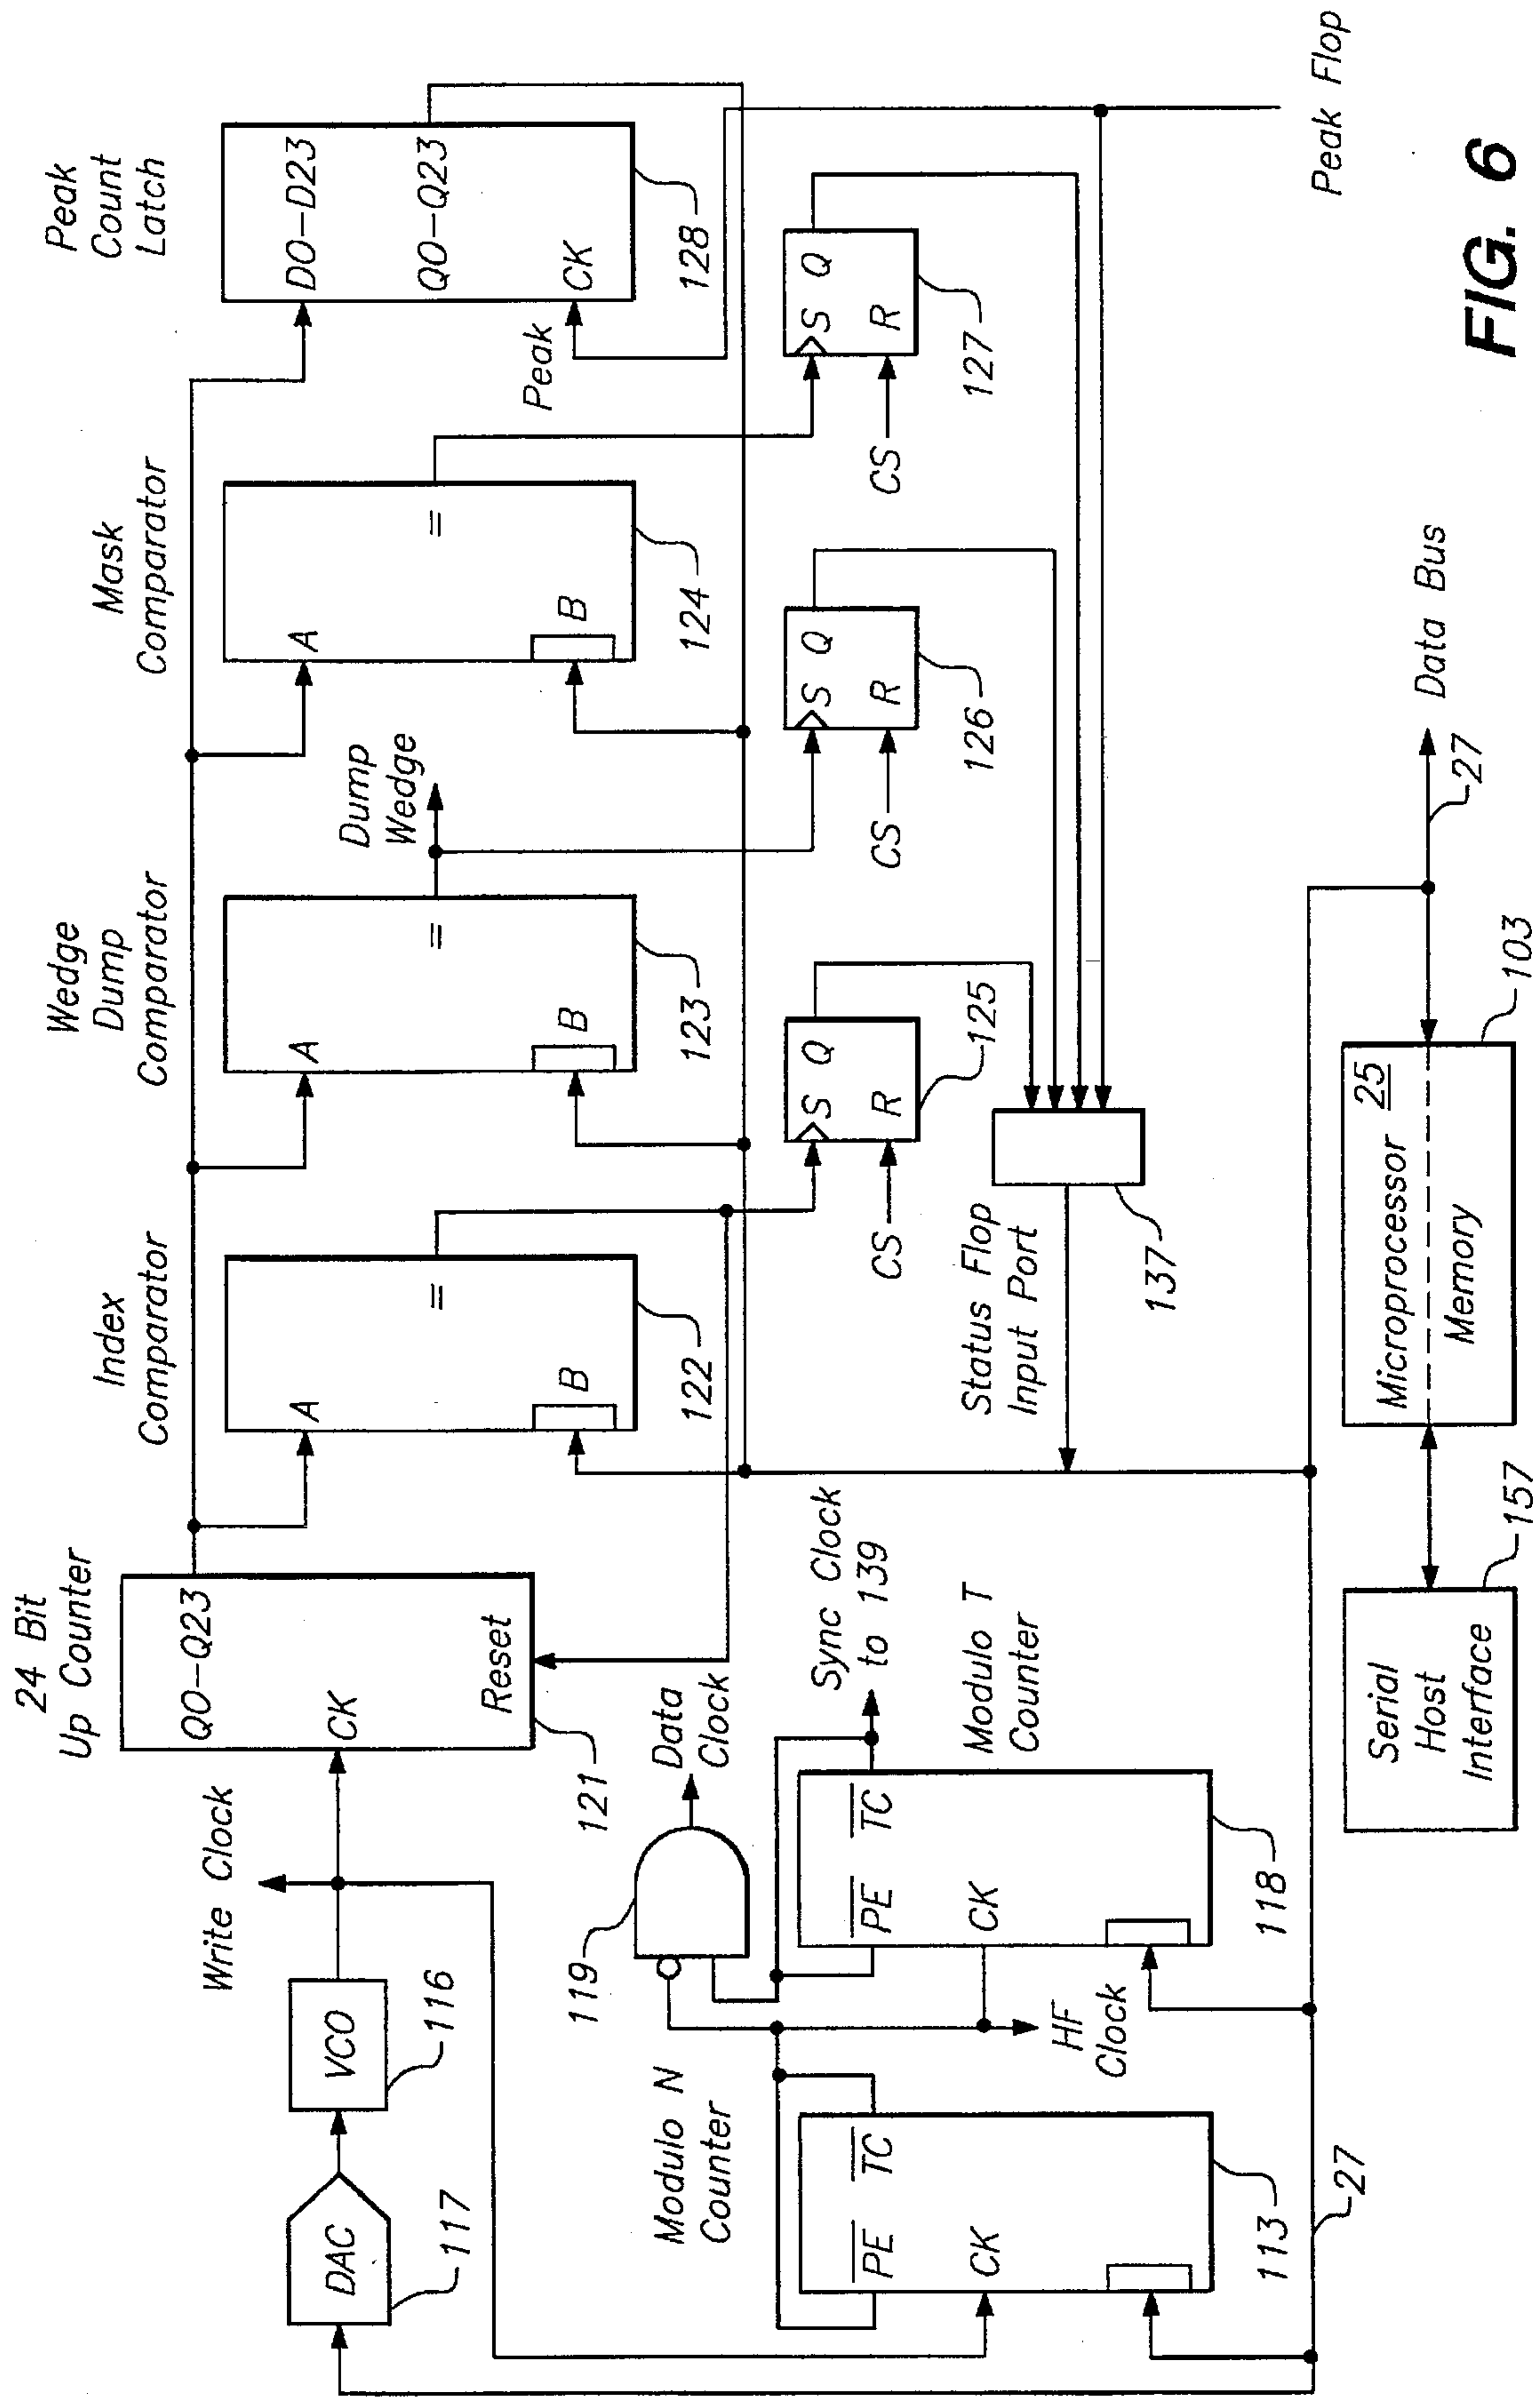 24 Bit
Up Counter
Q0-Q23
CK
Reset
121
Write Clock
VCO
116
DAC
117
Index
Comparator
A
=
B
122
Wedge
Dump
Comparator
A
=
B
123
Dump
Wedge
Mask
Comparator
A
=
B
124
Peak
Count
Latch
D0-D23
Q0-Q23
CK
128
Peak
S Q
R
CS
125
S Q
R
CS
126
S Q
R
CS
127
Status Flop
Input Port
137
Peak Flop
Modulo N
Counter
PE TC
CK
113
119
Data
Clock
HF
Clock
PE TC
CK
118
Sync Clock
to 139
Modulo T
Counter
27
Serial
Host
Interface
157
Microprocessor 25
Memory
103
Data Bus
27
FIG. 6